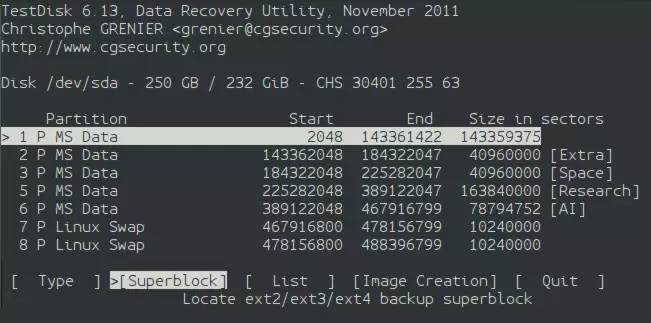 TestDisk 6.13, Data Recovery Utility, November 2011
Christophe GRENIER <grenier@cgsecurity.org>
http://www.cgsecurity.org
Disk /dev/sda - 250 GB / 232 GiB - CHS 30401 255 63
Partition Start End Size in sectors
> 1 P MS Data 2048 143361422 143359375
2 P MS Data 143362048 184322047 40960000 [Extra]
3 P MS Data 184322048 225282047 40960000 [Space]
5 P MS Data 225282048 389122047 163840000 [Research]
6 P MS Data 389122048 467916799 78794752 [AI]
7 P Linux Swap 467916800 478156799 10240000
8 P Linux Swap 478156800 488396799 10240000
[ Type ] >[Superblock] [ List ] [Image Creation] [ Quit ]
Locate ext2/ext3/ext4 backup superblock